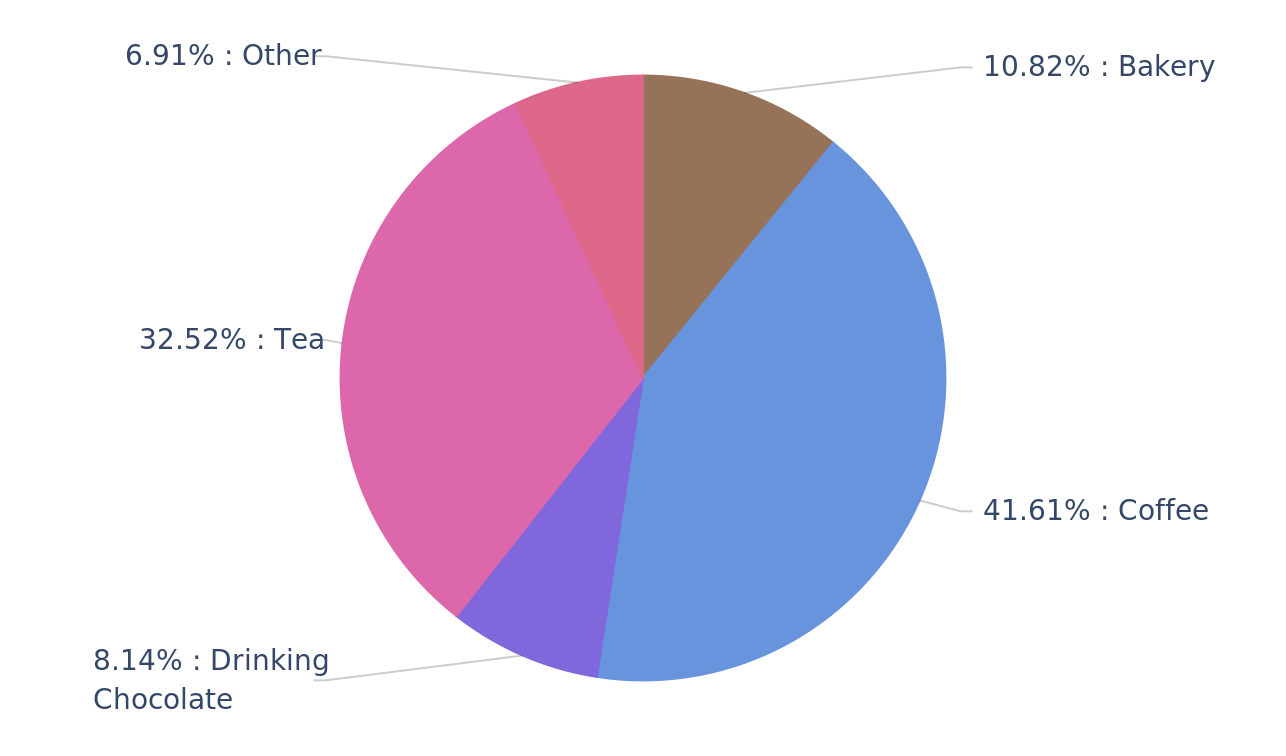 6.91% : Other
10.82% : Bakery
32.52% : Tea
41.61% : Coffee
8.14% : Drinking
Chocolate